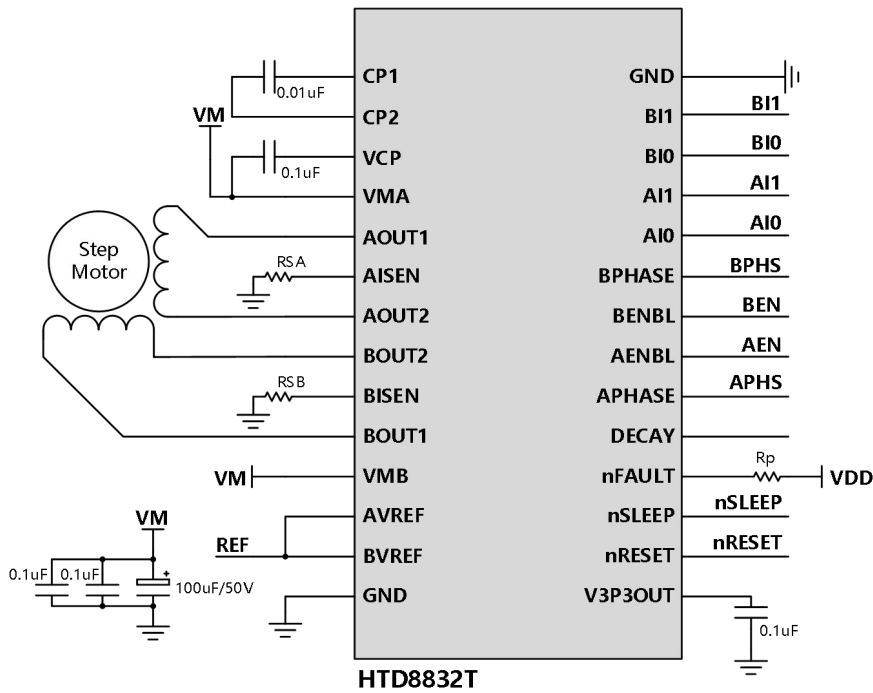 CP1
GND
0.01uF
BI1
VM
CP2
BI1
BI0
VCP
BI0
0.1uF
AI1
VMA
AI1
AI0
AOUT1
AI0
Step
Motor
RSA
AISEN
BPHASE
BPHS
AOUT2
BENBL
BEN
BOUT2
AENBL
AEN
RSB
BISEN
APHASE
APHS
BOUT1
DECAY
Rp
VM
VMB
nFAULT
VDD
nSLEEP
VM
AVREF
nSLEEP
REF
BVREF
nRESET
nRESET
0.1uF
0.1uF
+
100uF/50V
GND
V3P3OUT
0.1uF
HTD8832T